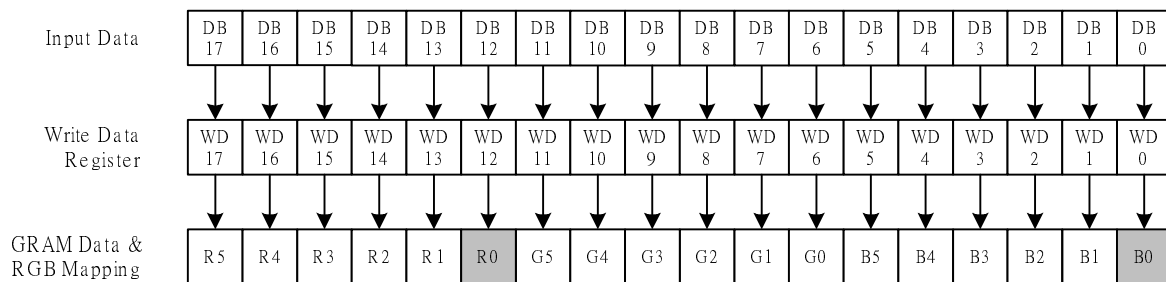 Input Data
DB 17 DB 16 DB 15 DB 14 DB 13 DB 12 DB 11 DB 10 DB 9 DB 8 DB 7 DB 6 DB 5 DB 4 DB 3 DB 2 DB 1 DB 0
Write Data
Register
WD 17 WD 16 WD 15 WD 14 WD 13 WD 12 WD 11 WD 10 WD 9 WD 8 WD 7 WD 6 WD 5 WD 4 WD 3 WD 2 WD 1 WD 0
GRAM Data &
RGB Mapping
R5 R4 R3 R2 R1 R0 G5 G4 G3 G2 G1 G0 B5 B4 B3 B2 B1 B0